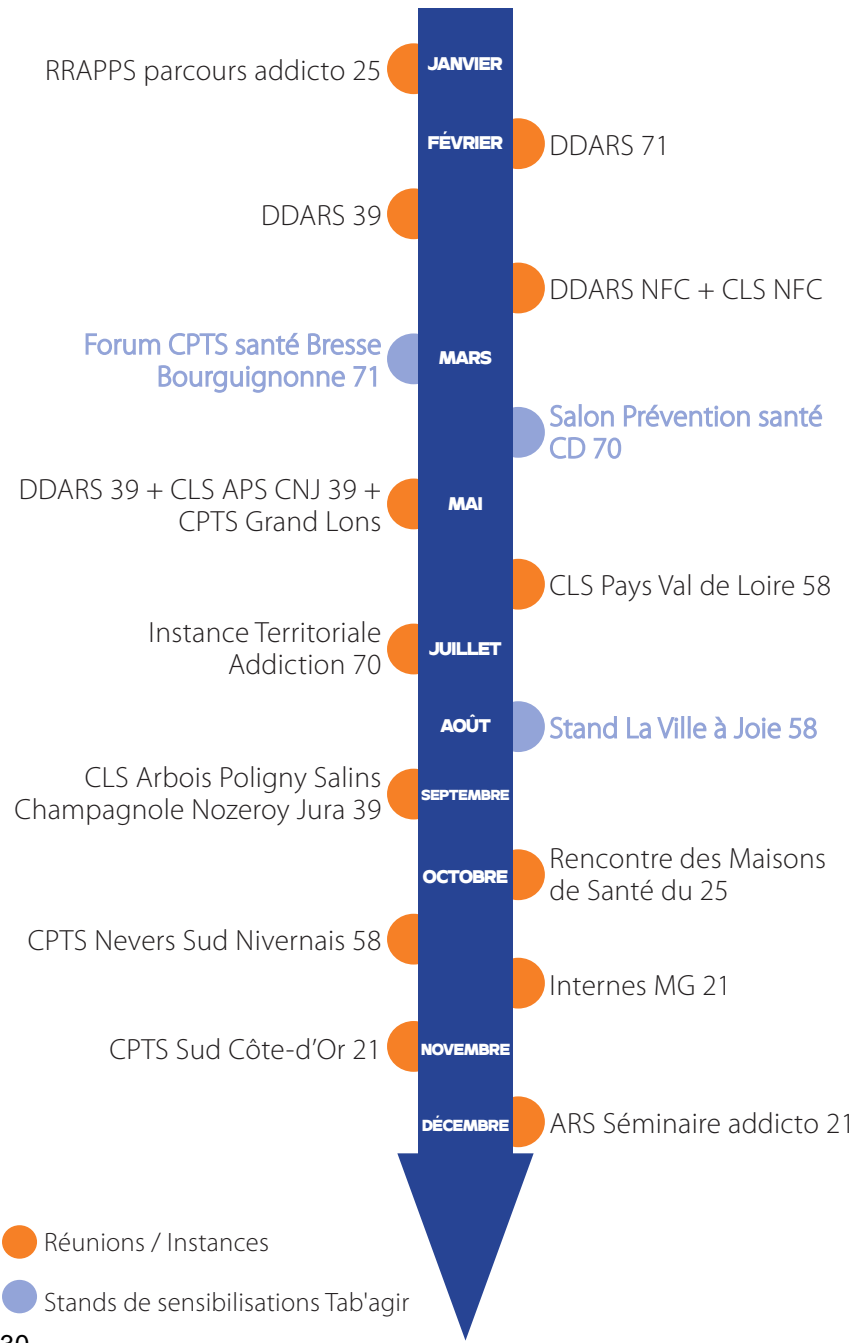 JANVIER
RRAPPS parcours addicto 25
FÉVRIER
DDARS 71
DDARS 39
DDARS NFC + CLS NFC
Forum CPTS santé Bresse
Bourguignonne 71
MARS
Salon Prévention santé
CD 70
DDARS 39 + CLS APS CNJ 39 +
CPTS Grand Lons
MAI
CLS Pays Val de Loire 58
Instance Territoriale
Addiction 70
JUILLET
AOÛT
Stand La Ville à Joie 58
CLS Arbois Poligny Salins
Champagnole Nozeroy Jura 39
SEPTEMBRE
OCTOBRE
Rencontre des Maisons
de Santé du 25
CPTS Nevers Sud Nivernais 58
Internes MG 21
CPTS Sud Côte-d'Or 21
NOVEMBRE
DÉCEMBRE
ARS Séminaire addicto 21
Réunions / Instances
Stands de sensibilisations Tab'agir